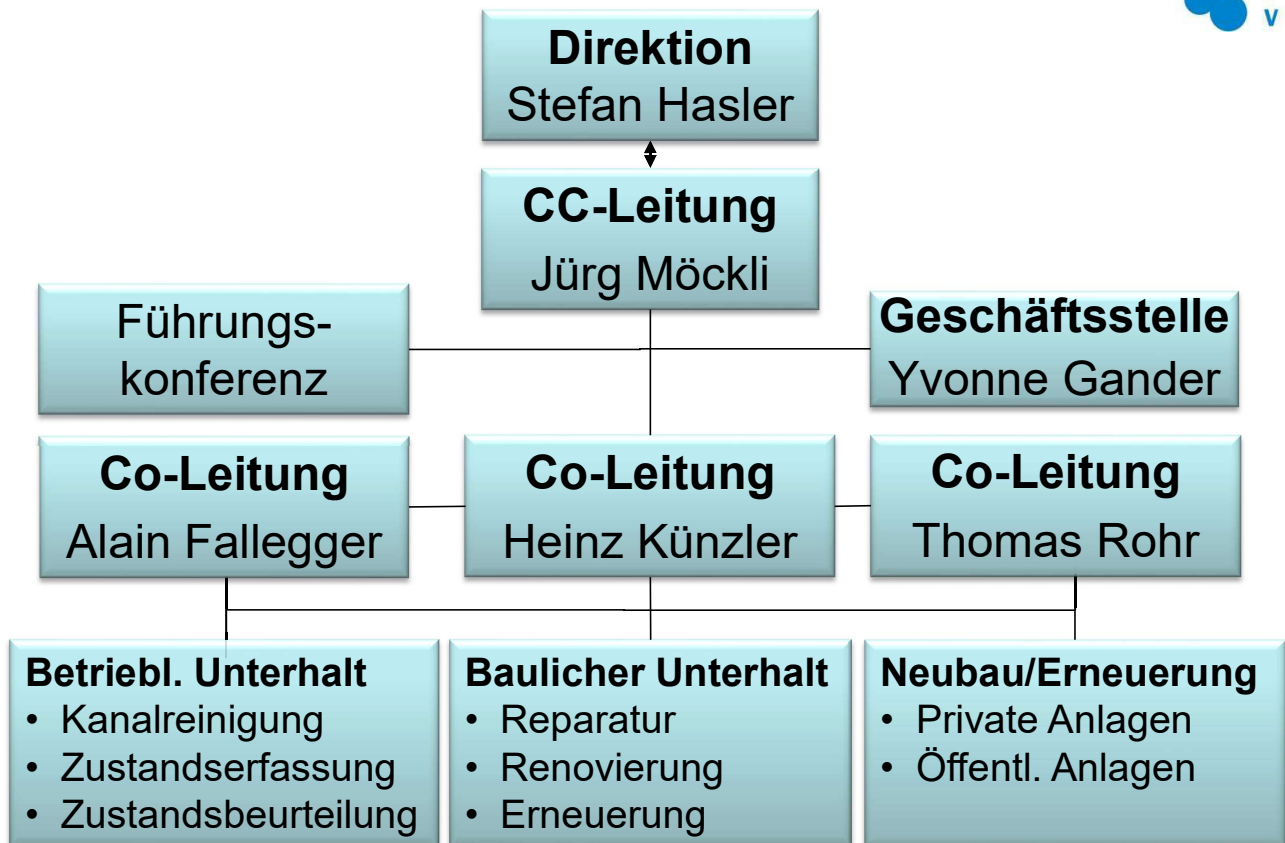 V
Direktion
Stefan Hasler
CC-Leitung
Jürg Möckli
Führungs-
konferenz
Geschäftsstelle
Yvonne Gander
Co-Leitung
Alain Fallegger
Co-Leitung
Heinz Künzler
Co-Leitung
Thomas Rohr
Betriebl. Unterhalt
• Kanalreinigung
• Zustandserfassung
• Zustandsbeurteilung
Baulicher Unterhalt
• Reparatur
• Renovierung
• Erneuerung
Neubau/Erneuerung
• Private Anlagen
• Öffentl. Anlagen